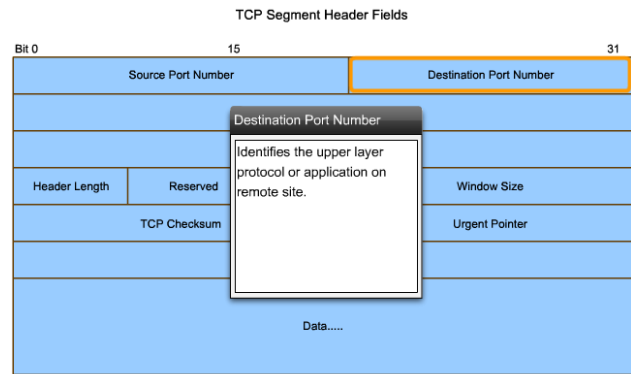 TCP Segment Header Fields
Bit 0 15 31
Source Port Number Destination Port Number
Destination Port Number
Identifies the upper layer
protocol or application on
remote site.
Header Length Reserved Window Size
TCP Checksum Urgent Pointer
Data.....